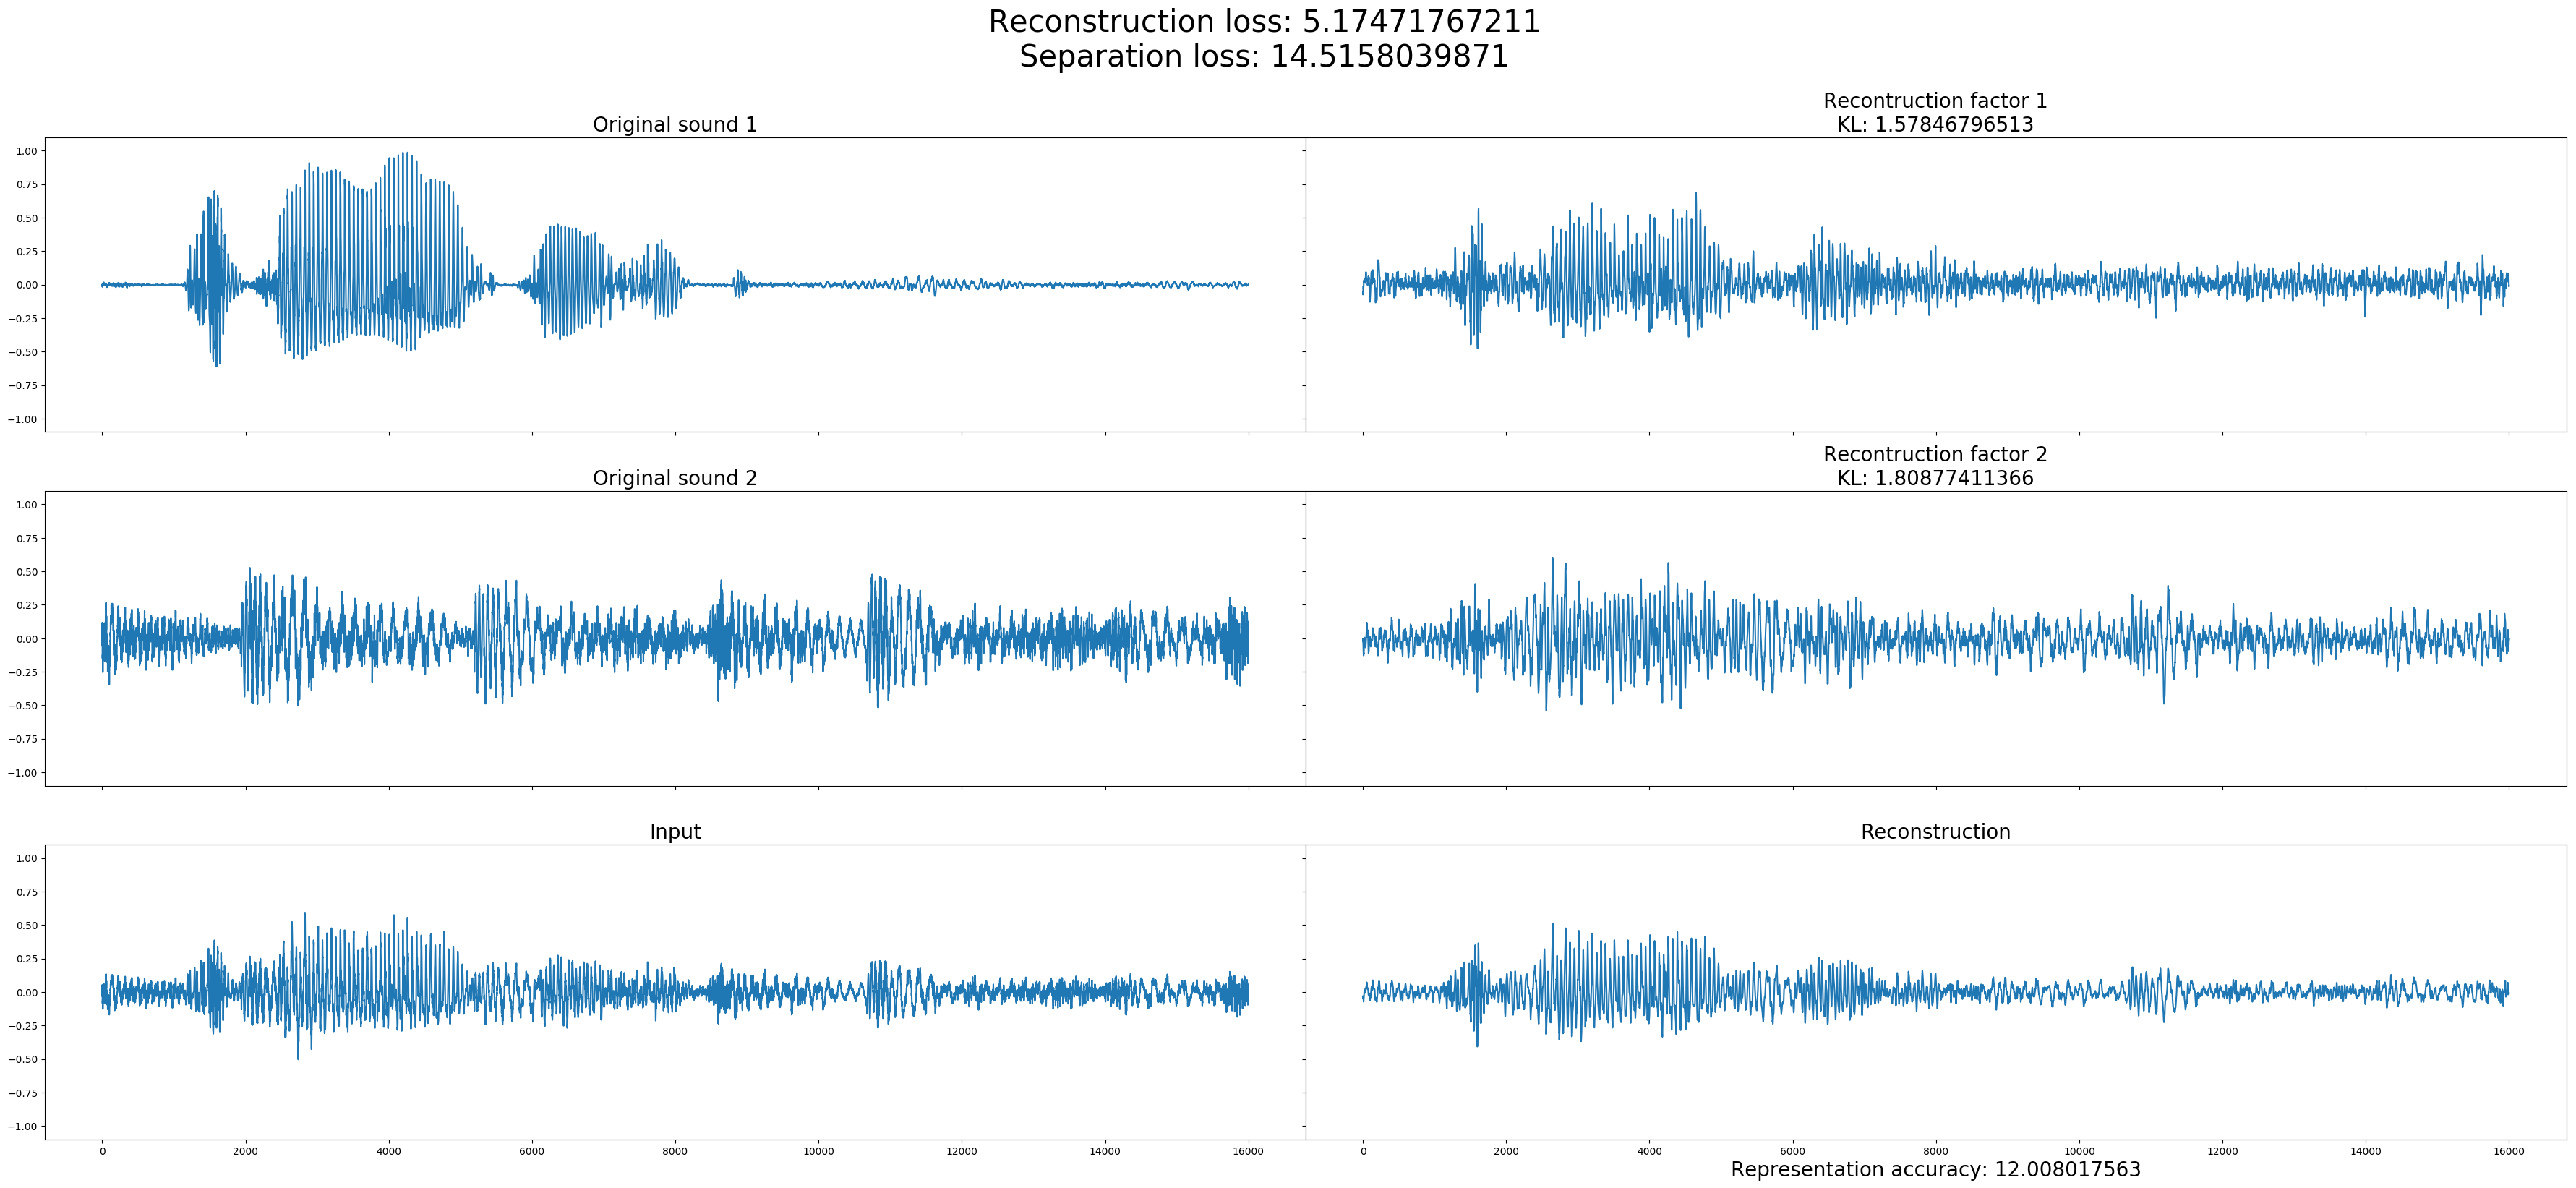 Reconstruction loss: 5.17471767211
Separation loss: 14.5158039871
Original sound 1
Recontruction factor 1
KL: 1.57846796513
1.00
0.75
0.50
0.25
0.00
−0.25
−0.50
−0.75
−1.00
Original sound 2
Recontruction factor 2
KL: 1.80877411366
1.00
0.75
0.50
0.25
0.00
−0.25
−0.50
−0.75
−1.00
Input
Reconstruction
1.00
0.75
0.50
0.25
0.00
−0.25
−0.50
−0.75
−1.00
0 2000 4000 6000 8000 10000 12000 14000 16000
0 2000 4000 6000 8000 10000 12000 14000 16000
Representation accuracy: 12.008017563